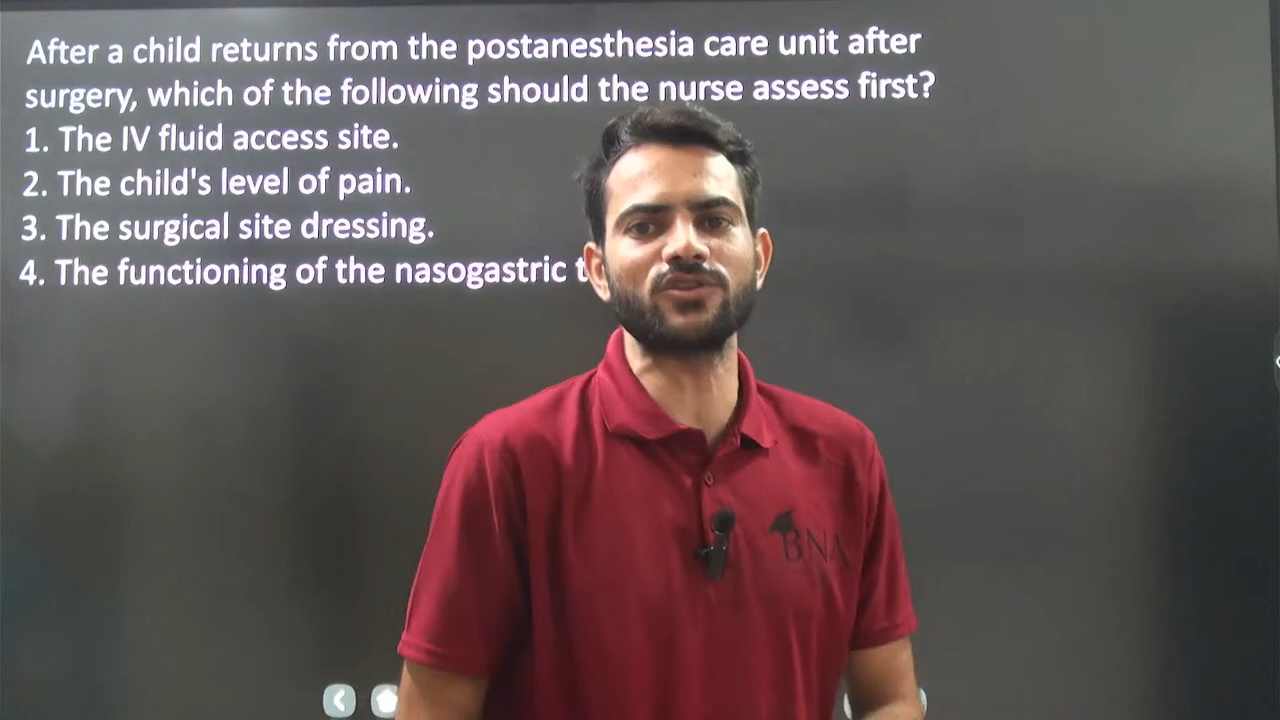 After a child returns from the postanesthesia care unit after
surgery, which of the following should the nurse assess first?
1. The IV fluid access site.
2. The child's level of pain.
3. The surgical site dressing.
4. The functioning of the nasogastric
BNA